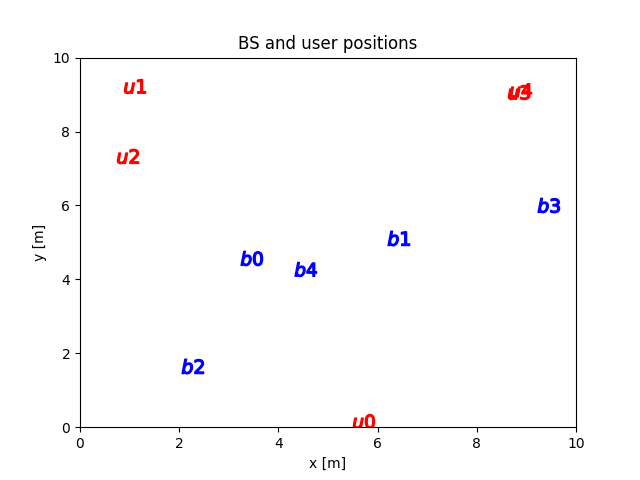 BS and user positions
10
8
6
4
2
0
y [m]
u1
u3
u4
u2
b3
b1
b0
b4
b2
u0
0 2 4 6 8 10
x [m]